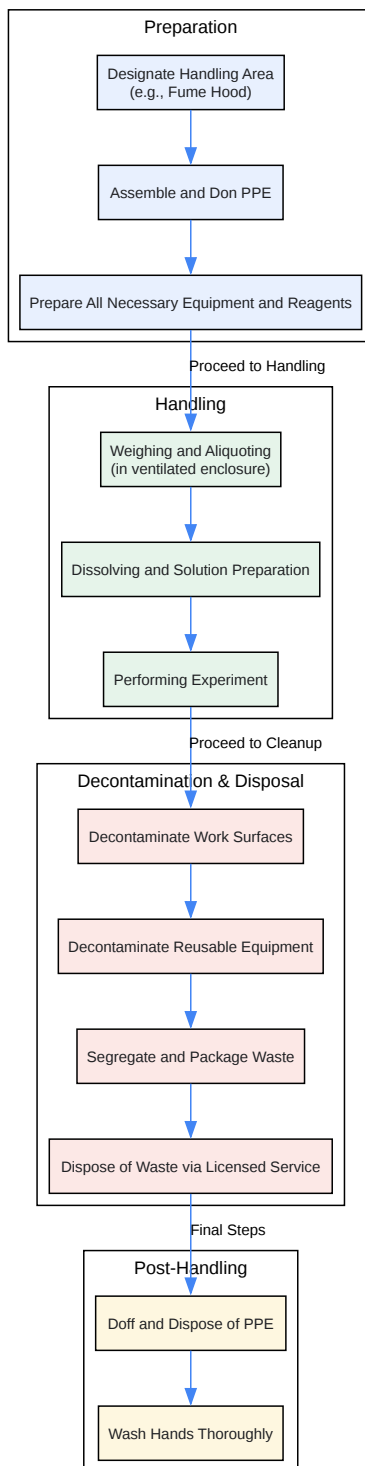 Preparation
Designate Handling Area
(e.g., Fume Hood)
Assemble and Don PPE
Prepare All Necessary Equipment and Reagents
Proceed to Handling
Handling
Weighing and Aliquoting
(in ventilated enclosure)
Dissolving and Solution Preparation
Performing Experiment
Proceed to Cleanup
Decontamination & Disposal
Decontaminate Work Surfaces
Decontaminate Reusable Equipment
Segregate and Package Waste
Dispose of Waste via Licensed Service
Final Steps
Post-Handling
Doff and Dispose of PPE
Wash Hands Thoroughly